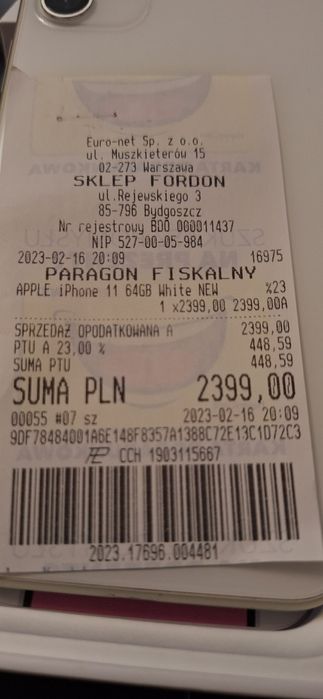 Euro-net Sp. z o.o.
ul. Muszkieterów 15
02-273 Warszawa
SKLEP FORDON
ul.Rejewskiego 3
85-796 Bydgoszcz
Nr rejestrowy BDO 000011437
NIP 527-00-05-984
2023-02-16 20:09 16975
PARAGON FISKALNY
APPLE iPhone 11 64GB White NEW %23
1 x2399,00 2399,00A
SPRZEDAŻ OPODATKOWANA A 2399,00
PTU A 23,00 % 448,59
SUMA PTU 448,59
SUMA PLN 2399,00
00055 #07 sz 2023-02-16 20:09
9DF78484D01A6E148F8357A1388C72E13C1D72C3
CCH 1903115667
2023.17696.004481